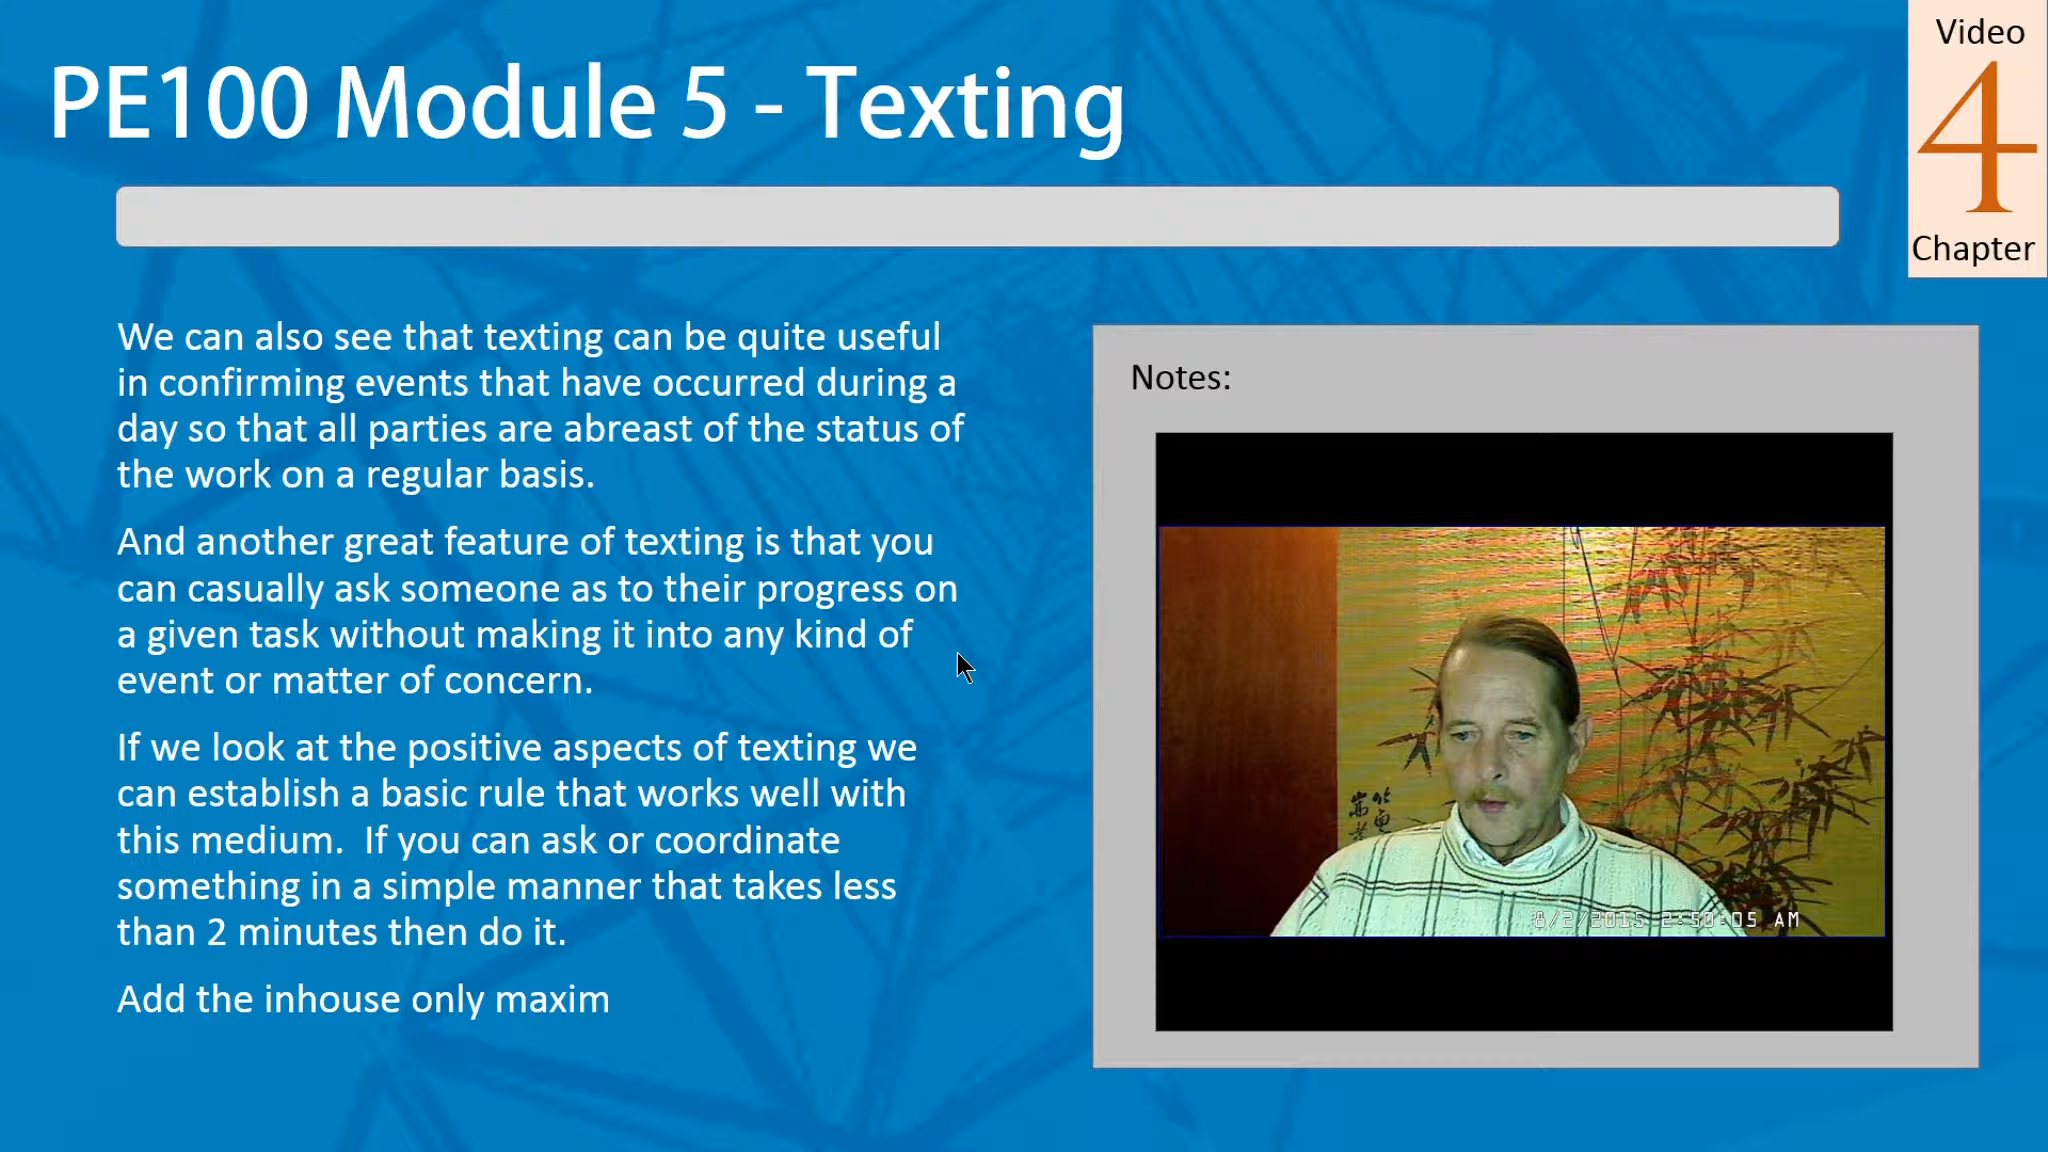 PE100 Module 5 - Texting
Video
4
Chapter
We can also see that texting can be quite useful
in confirming events that have occurred during a
day so that all parties are abreast of the status of
the work on a regular basis.
And another great feature of texting is that you
can casually ask someone as to their progress on
a given task without making it into any kind of
event or matter of concern.
If we look at the positive aspects of texting we
can establish a basic rule that works well with
this medium.  If you can ask or coordinate
something in a simple manner that takes less
than 2 minutes then do it.
Add the inhouse only maxim
Notes:
8/2/2015 2:50:05 AM